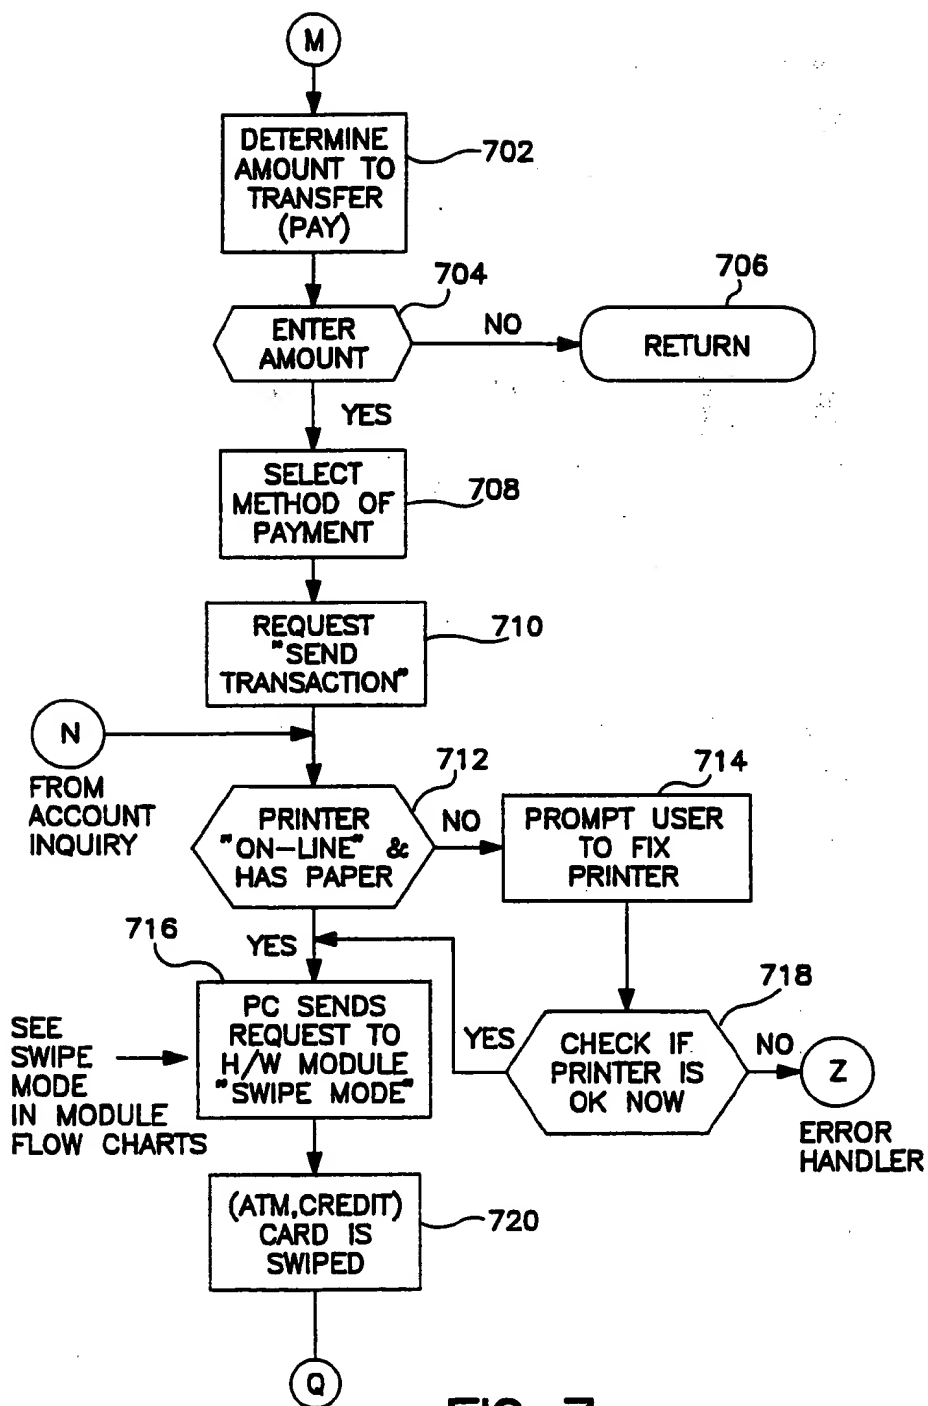 M
DETERMINE
AMOUNT TO
TRANSFER
(PAY)
702
704
ENTER
AMOUNT
NO
706
RETURN
YES
SELECT
METHOD OF
PAYMENT
708
REQUEST
"SEND
TRANSACTION"
710
N
FROM
ACCOUNT
INQUIRY
712
PRINTER
"ON-LINE" &
HAS PAPER
NO
714
PROMPT USER
TO FIX
PRINTER
716
YES
PC SENDS
REQUEST TO
H/W MODULE
"SWIPE MODE"
SEE
SWIPE
MODE
IN MODULE
FLOW CHARTS
718
YES
CHECK IF
PRINTER IS
OK NOW
NO
Z
ERROR
HANDLER
(ATM,CREDIT)
CARD IS
SWIPED
720
Q
FIG. 7